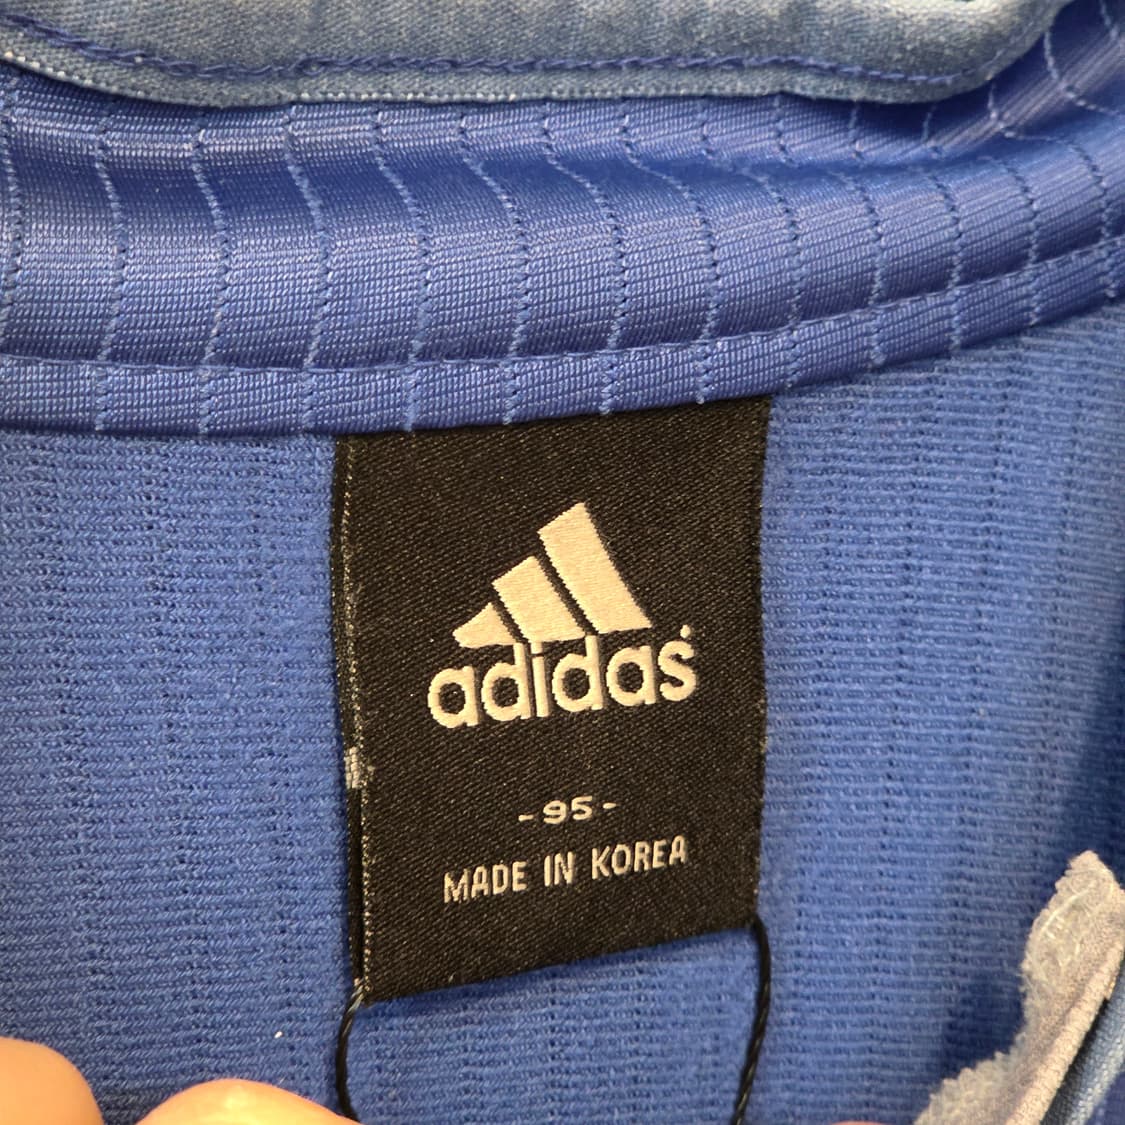 adidas
- 95 -
MADE IN KOREA